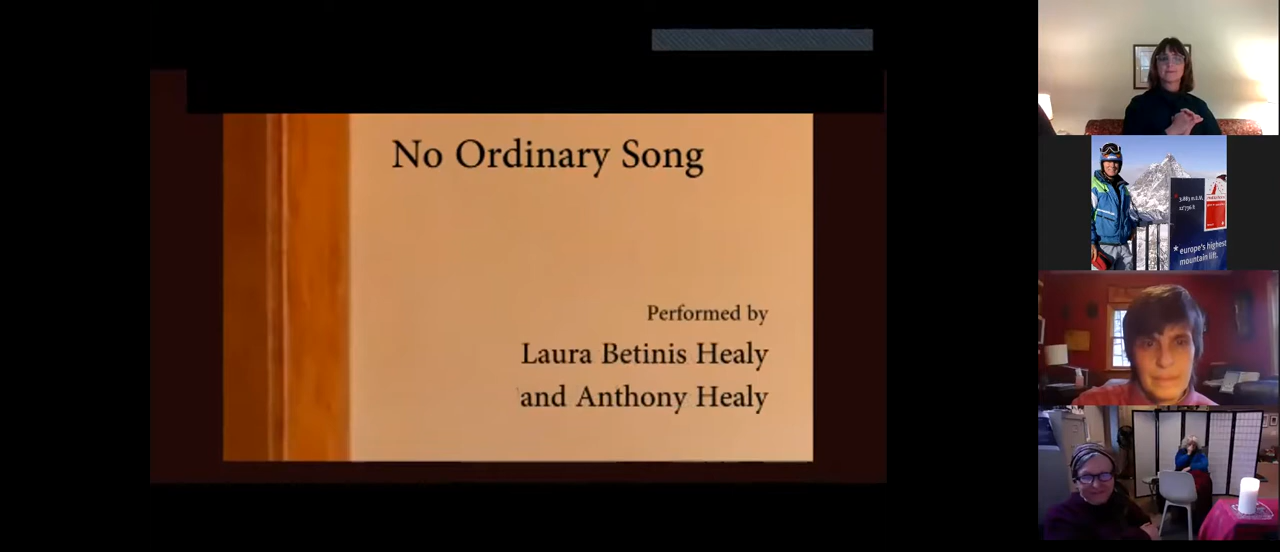 No Ordinary Song
Performed by
Laura Betinis Healy
and Anthony Healy
* europe's highest
mountain lift.